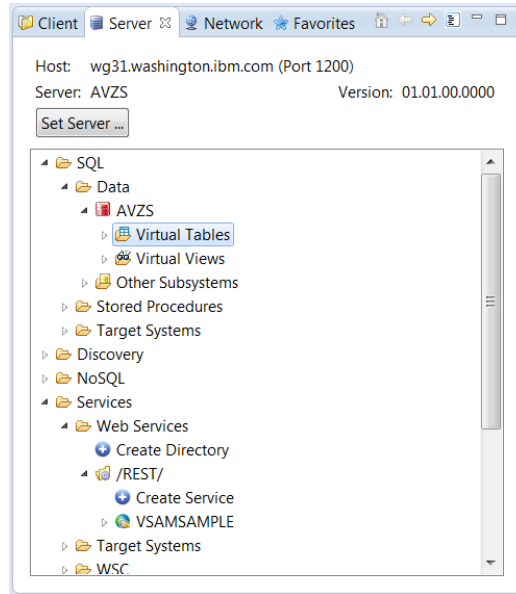 Client Server Network Favorites
Host: wg31.washington.ibm.com (Port 1200)
Server: AVZS Version: 01.01.00.0000
Set Server ...
SQL
Data
AVZS
Virtual Tables
Virtual Views
Other Subsystems
Stored Procedures
Target Systems
Discovery
NoSQL
Services
Web Services
Create Directory
/REST/
Create Service
VSAMSAMPLE
Target Systems
WSC